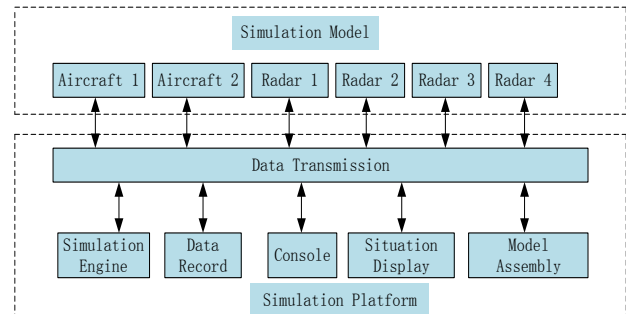 Simulation Model
Aircraft 1 Aircraft 2 Radar 1 Radar 2 Radar 3 Radar 4
Data Transmission
Simulation
Engine
Data
Record
Console
Situation
Display
Model
Assembly
Simulation Platform